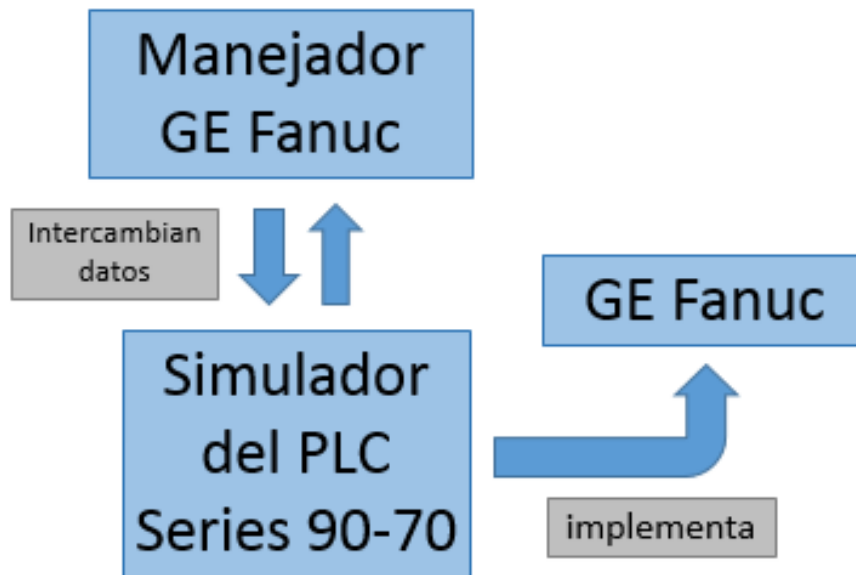 Manejador
GE Fanuc
Intercambian
datos
GE Fanuc
Simulador
del PLC
Series 90-70
implementa